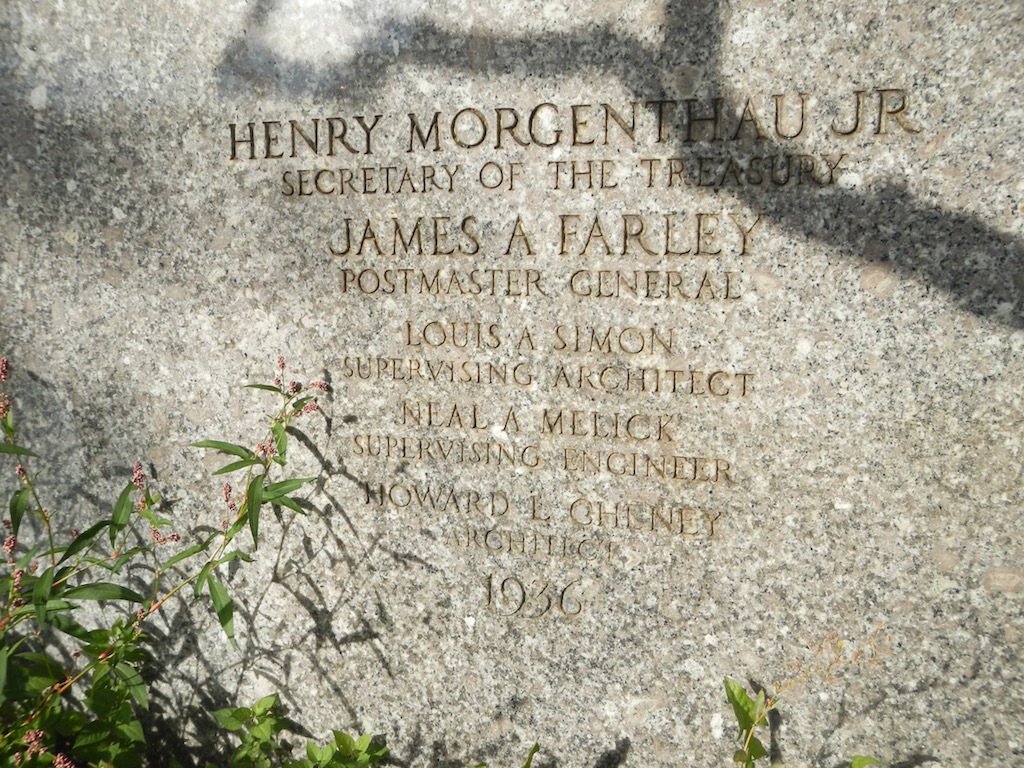 HENRY MORGENTHAU JR
SECRETARY OF THE TREASURY
JAMES A FARLEY
POSTMASTER GENERAL
LOUIS A SIMON
SUPERVISING ARCHITECT
NEAL A MELICK
SUPERVISING ENGINEER
HOWARD L CHENEY
ARCHITECT
1936